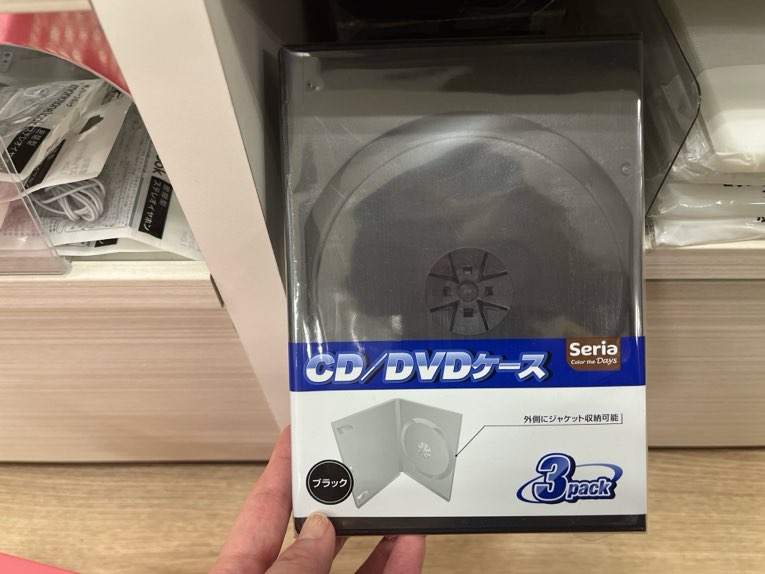 Seria
Color the Days
CD/DVDケース
外側にジャケット収納可能
ブラック
3pack